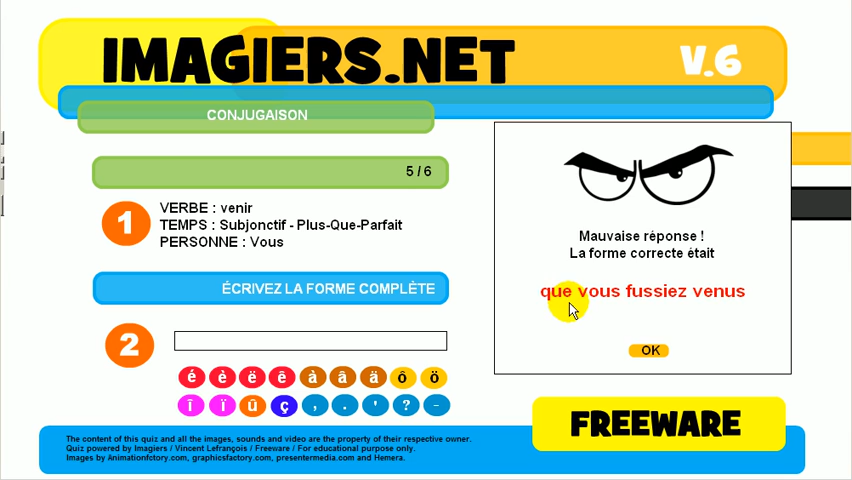 IMAGIERS.NET
V.6
CONJUGAISON
5 / 6
1
VERBE : venir
TEMPS : Subjonctif - Plus-Que-Parfait
PERSONNE : Vous
ÉCRIVEZ LA FORME COMPLÈTE
2
é è ë ê à â ä ô ö
î ï û ç , . ' ? -
Mauvaise réponse !
La forme correcte était
que vous fussiez venus
OK
FREEWARE
The content of this quiz and all the images, sounds and video are the property of their respective owner.
Quiz powered by Imagiers / Vincent Lefrançois / Freeware / For educational purpose only.
Images by Animationfctory.com, graphicsfactory.com, presentermedia.com and Hemera.